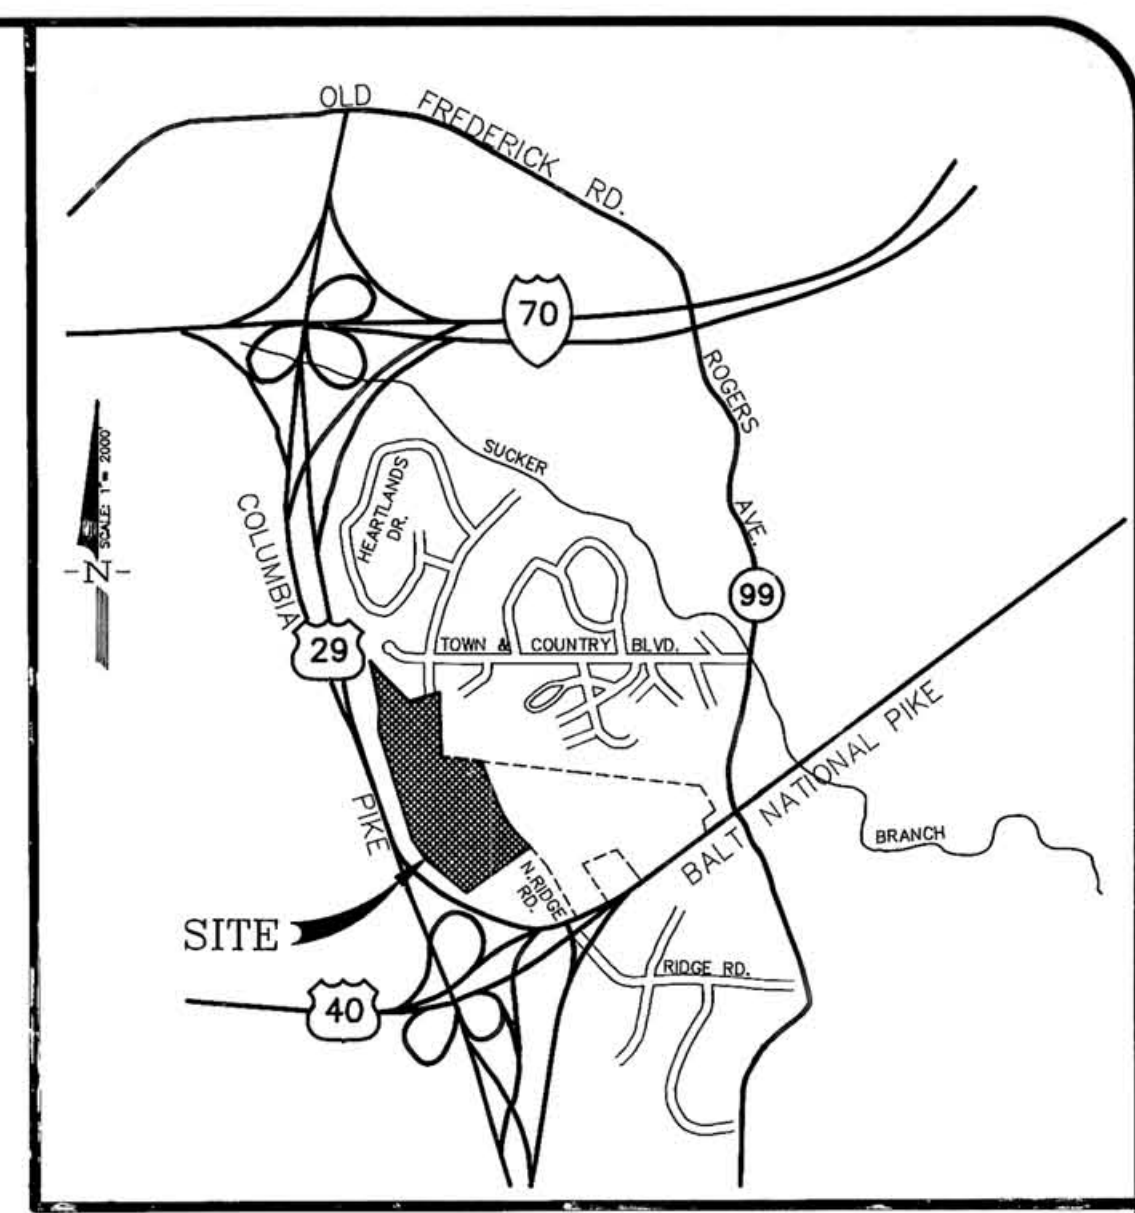 OLD FREDERICK RD.
70
ROGERS AVE.
SCALE: 1" = 2000'
N
SUCKER
HEARTLANDS
DR.
COLUMBIA
99
29
TOWN & COUNTRY BLVD.
BALT NATIONAL PIKE
PIKE
BRANCH
N. RIDGE
RD.
SITE
RIDGE RD.
40